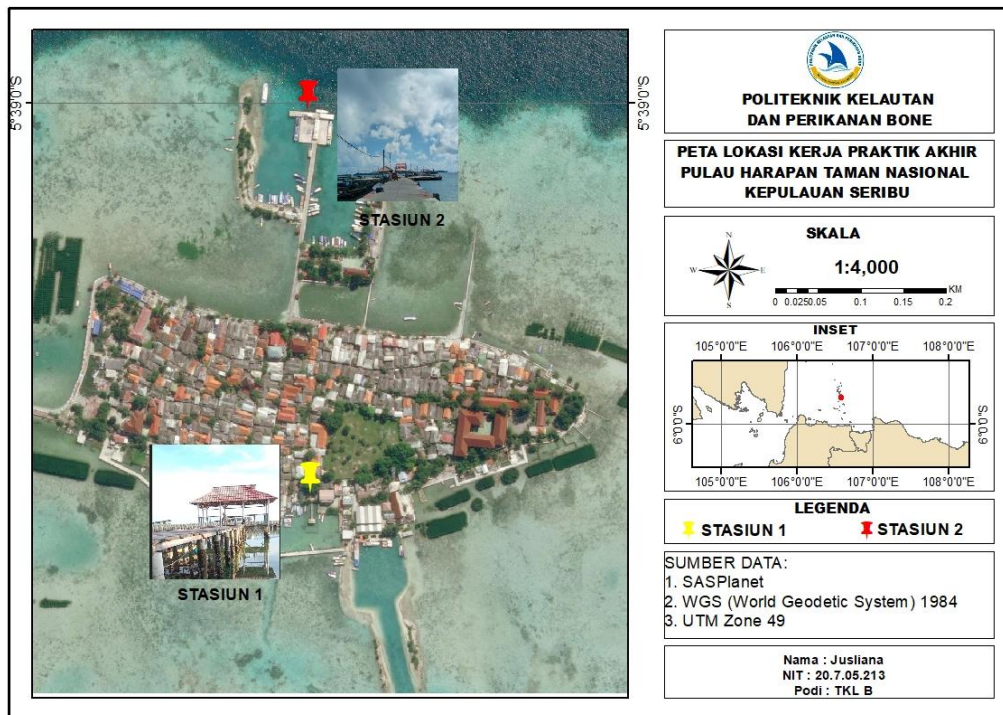 5°39'0"S
5°39'0"S
STASIUN 2
STASIUN 1
POLITEKNIK KELAUTAN
DAN PERIKANAN BONE
PETA LOKASI KERJA PRAKTIK AKHIR
PULAU HARAPAN TAMAN NASIONAL
KEPULAUAN SERIBU
SKALA
N
W E
S
1:4,000
KM
0 0.0250.05 0.1 0.15 0.2
INSET
105°0'0"E 106°0'0"E 107°0'0"E 108°0'0"E
6°0'0"S
6°0'0"S
105°0'0"E 106°0'0"E 107°0'0"E 108°0'0"E
LEGENDA
STASIUN 1 STASIUN 2
SUMBER DATA:
1. SASPlanet
2. WGS (World Geodetic System) 1984
3. UTM Zone 49
Nama : Jusliana
NIT : 20.7.05.213
Podi : TKL B